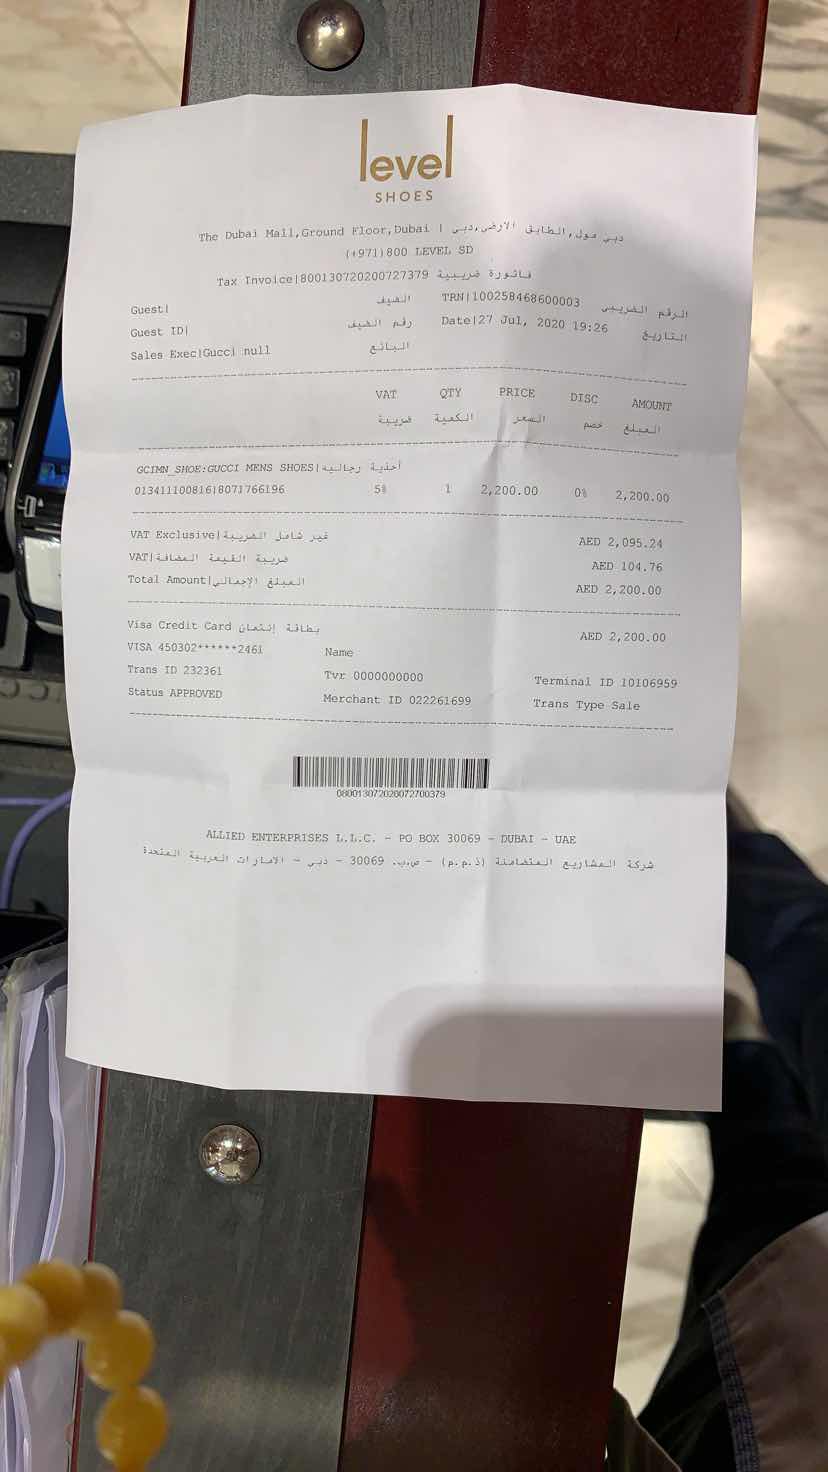 level
SHOES
The Dubai Mall,Ground Floor,Dubai | دبي مول,الطابق الارضى,دبى
(+971)800 LEVEL SD
Tax Invoice|800130720200727379 فاتورة ضريبية
Guest| الضيف TRN|100258468600003 الرقم الضريبى
Guest ID| رقم الضيف Date|27 Jul, 2020 19:26 التاريخ
Sales Exec|Gucci null البائع
VAT QTY PRICE DISC AMOUNT
ضريبة الكمية السعر خصم المبلغ
GCIMN_SHOE:GUCCI MENS SHOES|أحذية رجالية
013411100816|8071766196 5% 1 2,200.00 0% 2,200.00
VAT Exclusive|غير شامل الضريبة AED 2,095.24
VAT|ضريبة القيمة المضافة AED 104.76
Total Amount|المبلغ الإجمالي AED 2,200.00
Visa Credit Card بطاقة إئتمان AED 2,200.00
VISA 450302******2461 Name
Trans ID 232361 Tvr 0000000000 Terminal ID 10106959
Status APPROVED Merchant ID 022261699 Trans Type Sale
080013072020072700379
ALLIED ENTERPRISES L.L.C. - PO BOX 30069 - DUBAI - UAE
شركة المشاريع المتضامنة (ذ.م.م) - ص.ب. 30069 - دبي - الامارات العربية المتحدة